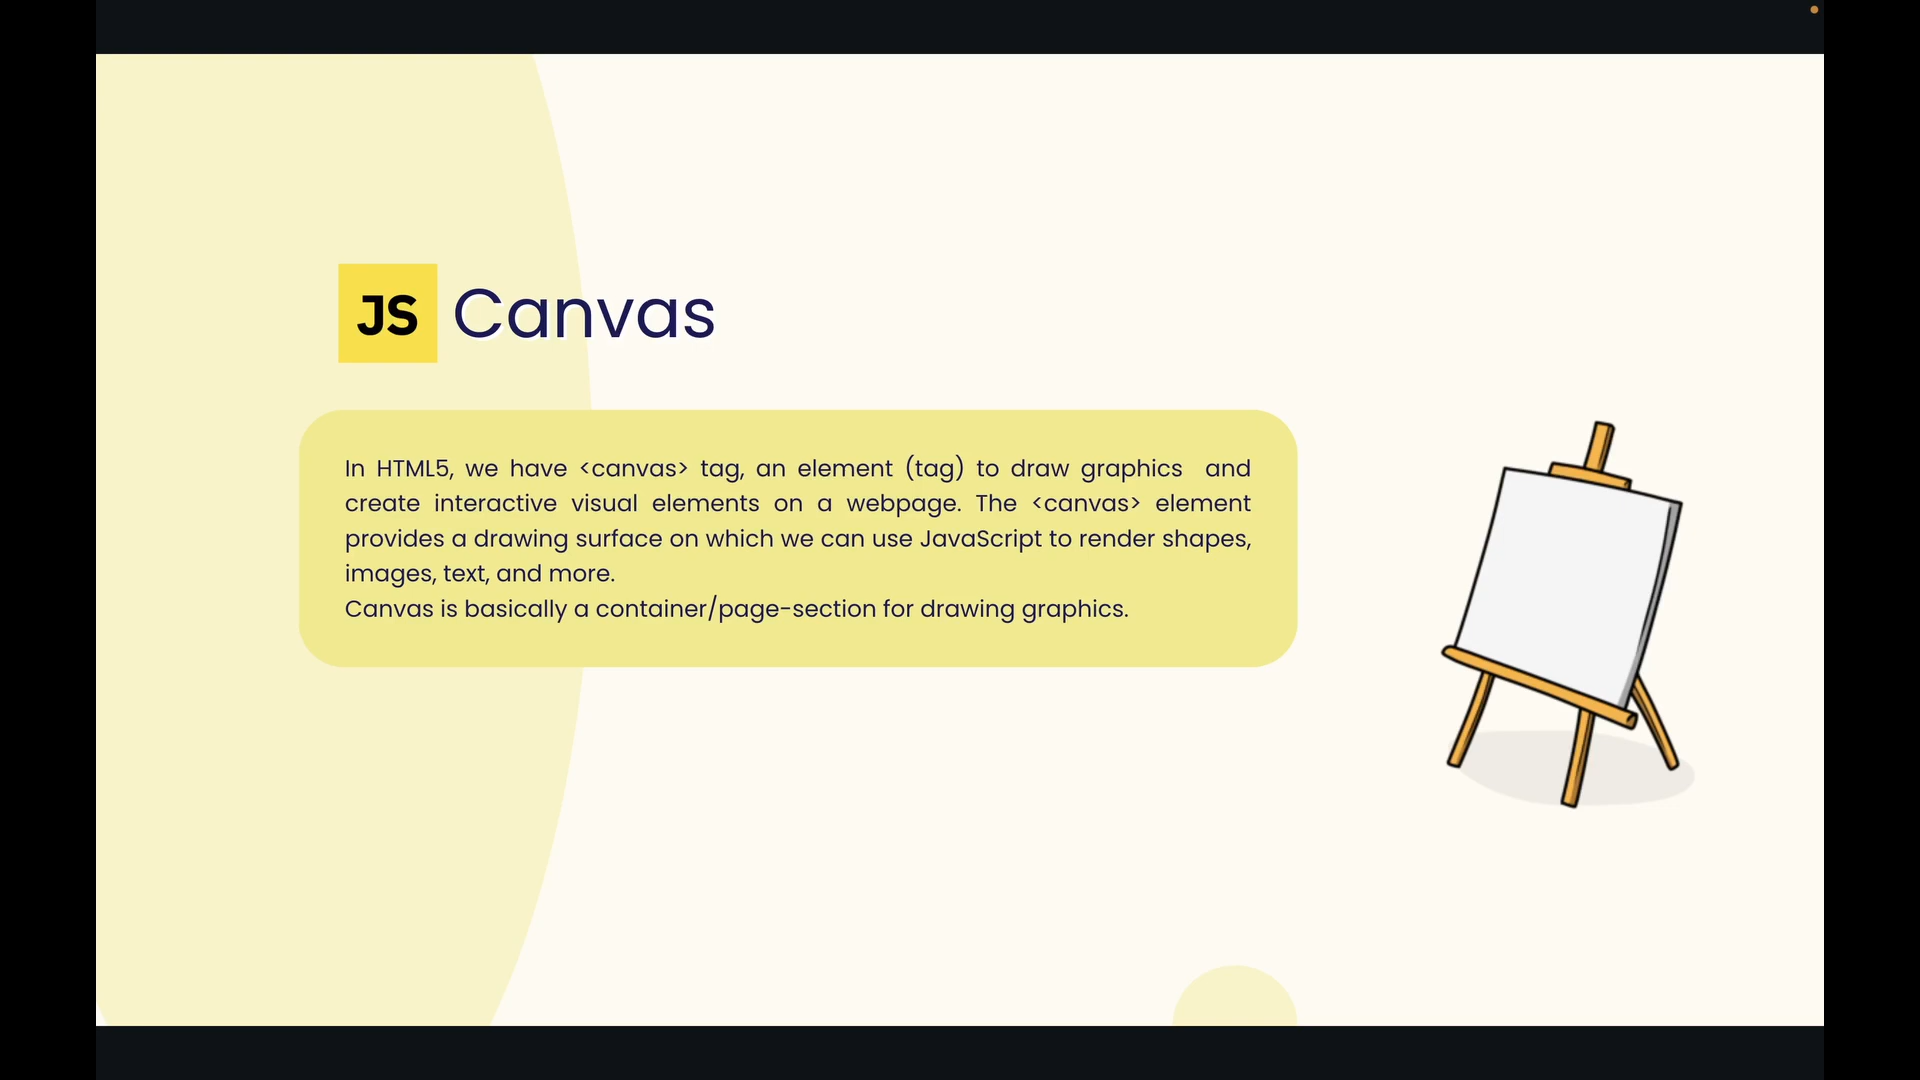 JS Canvas
In HTML5, we have <canvas> tag, an element (tag) to draw graphics  and
create interactive visual elements on a webpage. The <canvas> element
provides a drawing surface on which we can use JavaScript to render shapes,
images, text, and more.
Canvas is basically a container/page-section for drawing graphics.